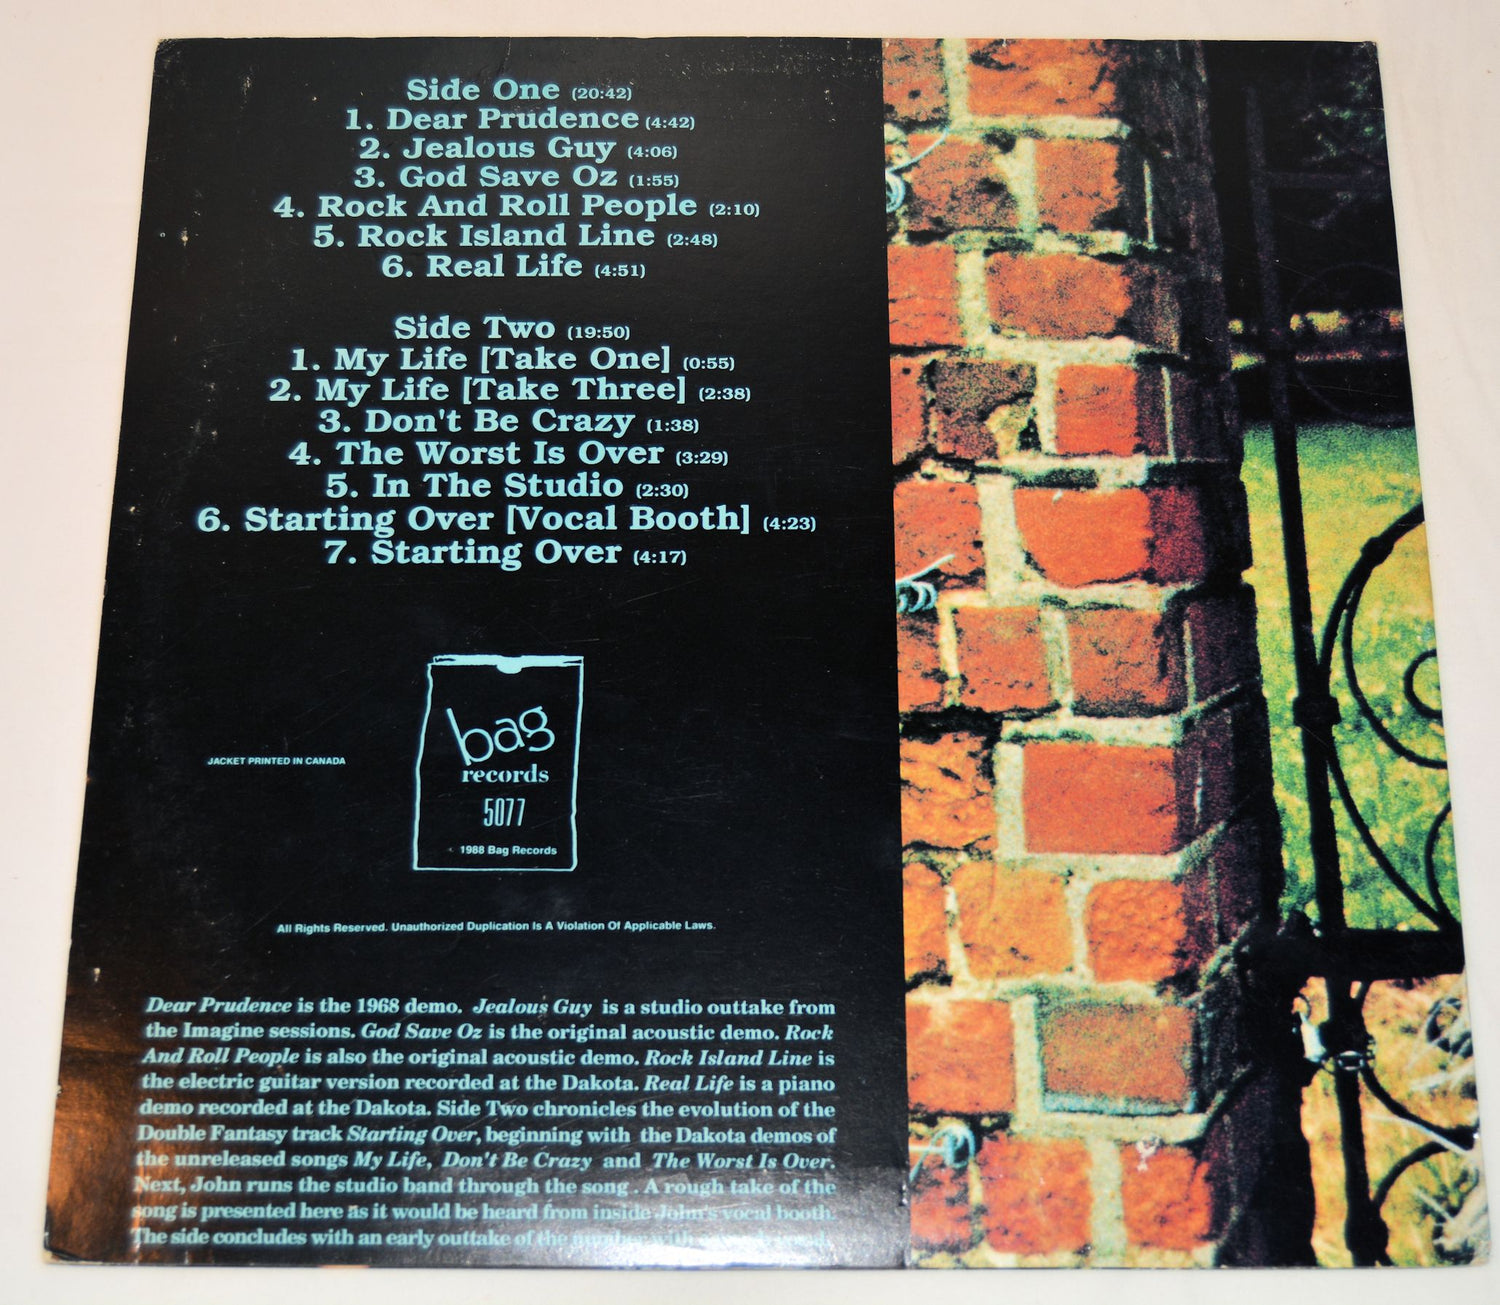 Side One (20:42)
1. Dear Prudence (4:42)
2. Jealous Guy (4:06)
3. God Save Oz (1:55)
4. Rock And Roll People (2:10)
5. Rock Island Line (2:48)
6. Real Life (4:51)
Side Two (19:50)
1. My Life [Take One] (0:55)
2. My Life [Take Three] (2:38)
3. Don't Be Crazy (1:38)
4. The Worst Is Over (3:29)
5. In The Studio (2:30)
6. Starting Over [Vocal Booth] (4:23)
7. Starting Over (4:17)
JACKET PRINTED IN CANADA
bag
records
5077
1988 Bag Records
All Rights Reserved. Unauthorized Duplication Is A Violation Of Applicable Laws.
Dear Prudence is the 1968 demo. Jealous Guy is a studio outtake from
the Imagine sessions. God Save Oz is the original acoustic demo. Rock
And Roll People is also the original acoustic demo. Rock Island Line is
the electric guitar version recorded at the Dakota. Real Life is a piano
demo recorded at the Dakota. Side Two chronicles the evolution of the
Double Fantasy track Starting Over, beginning with the Dakota demos of
the unreleased songs My Life, Don't Be Crazy and The Worst Is Over.
Next, John runs the studio band through the song . A rough take of the
song is presented here as it would be heard from inside John's vocal booth.
The side concludes with an early outtake of the number with